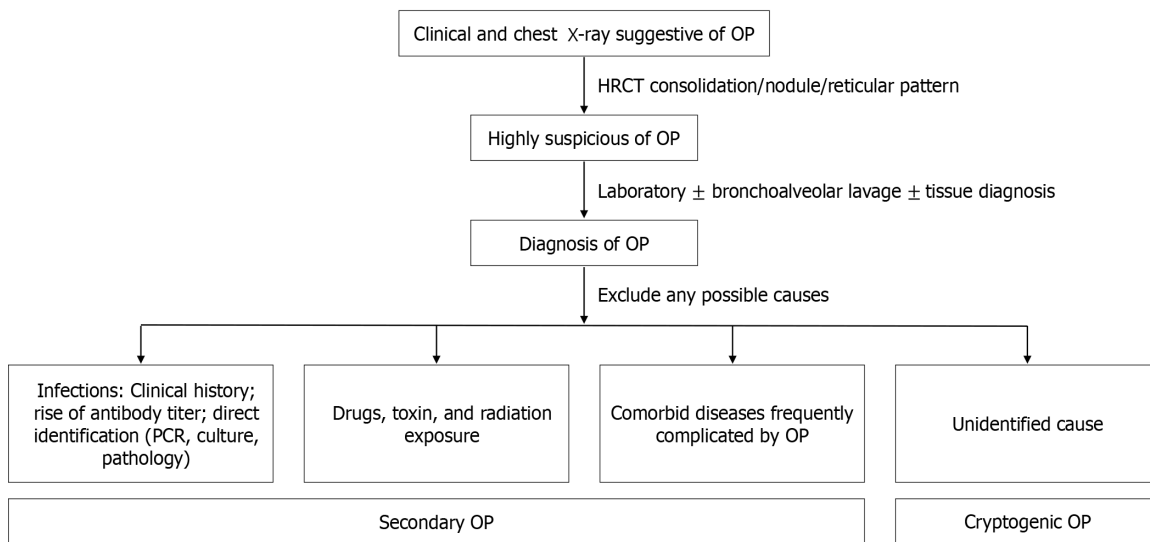 Clinical and chest X-ray suggestive of OP
HRCT consolidation/nodule/reticular pattern
Highly suspicious of OP
Laboratory ± bronchoalveolar lavage ± tissue diagnosis
Diagnosis of OP
Exclude any possible causes
Infections: Clinical history;
rise of antibody titer; direct
identification (PCR, culture,
pathology)
Drugs, toxin, and radiation
exposure
Comorbid diseases frequently
complicated by OP
Unidentified cause
Secondary OP
Cryptogenic OP